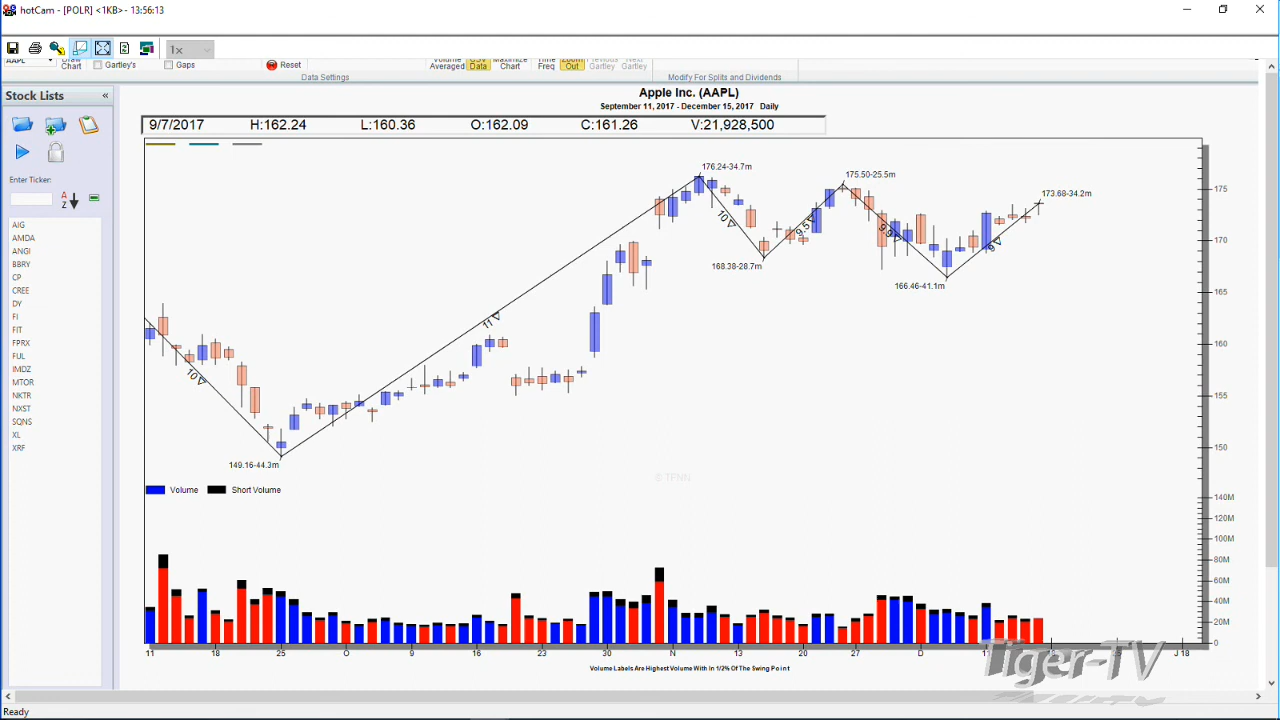 hotCam - [POLR] <1KB> - 13:56:13
1x
AAPL
Draw
Chart
Gartley's
Gaps
Reset
Data Settings
Volume
Averaged
CSV
Data
Maximize
Chart
Time
Freq
Zoom
Out
Previous
Gartley
Next
Gartley
Modify For Splits and Dividends
Stock Lists «
Enter Ticker:
A
Z
AIG
AMDA
ANGI
BBRY
CP
CREE
DY
FI
FIT
FPRX
FUL
IMDZ
MTOR
NKTR
NXST
SQNS
XL
XRF
Apple Inc. (AAPL)
September 11, 2017 - December 15, 2017 Daily
9/7/2017 H:162.24 L:160.36 O:162.09 C:161.26 V:21,928,500
176.24-34.7m
175.50-25.5m
173.68-34.2m
168.38-28.7m
166.46-41.1m
149.16-44.3m
10
11
10
9.5
9.9
9
175
170
165
160
155
150
© TFNN
Volume Short Volume
140M
120M
100M
80M
60M
40M
20M
0
11 18 25 O 9 16 23 30 N 13 20 27 D J 18
Volume Labels Are Highest Volume With In 1/2% Of The Swing Point
Tiger-TV
Ready